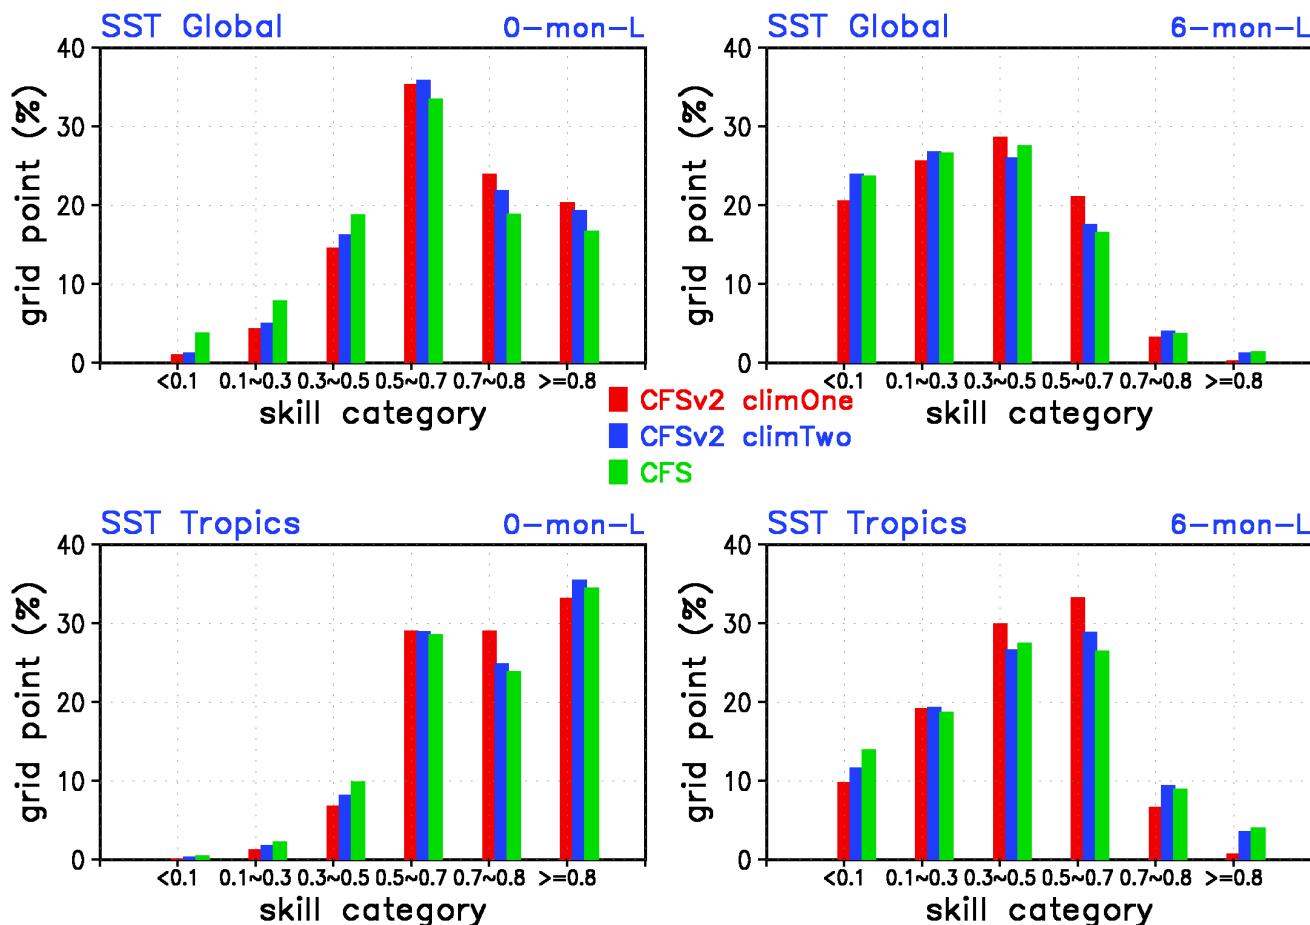 SST Global 0-mon-L
40
30
20
10
0
grid point (%)
<0.1 0.1~0.3 0.3~0.5 0.5~0.7 0.7~0.8 >=0.8
skill category
SST Global 6-mon-L
40
30
20
10
0
grid point (%)
<0.1 0.1~0.3 0.3~0.5 0.5~0.7 0.7~0.8 >=0.8
skill category
CFSv2 climOne
CFSv2 climTwo
CFS
SST Tropics 0-mon-L
40
30
20
10
0
grid point (%)
<0.1 0.1~0.3 0.3~0.5 0.5~0.7 0.7~0.8 >=0.8
skill category
SST Tropics 6-mon-L
40
30
20
10
0
grid point (%)
<0.1 0.1~0.3 0.3~0.5 0.5~0.7 0.7~0.8 >=0.8
skill category